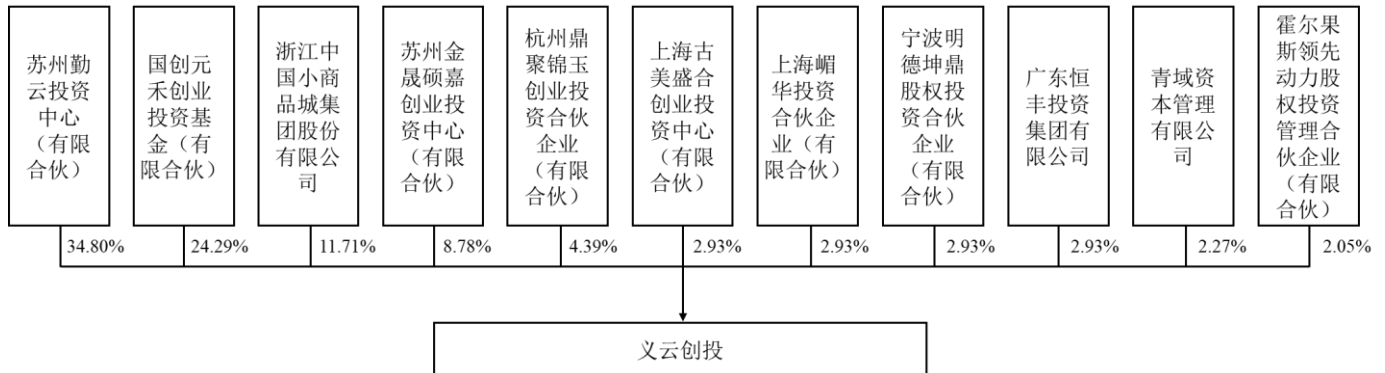 苏州勤
云投资
中心
（有限
合伙）
国创元
禾创业
投资基
金（有
限合伙）
浙江中
国小商
品城集
团股份
有限公
司
苏州金
晟硕嘉
创业投
资中心
（有限
合伙）
杭州鼎
聚锦玉
创业投
资合伙
企业
（有限
合伙）
上海古
美盛合
创业投
资中心
（有限
合伙）
上海嵋
华投资
合伙企
业（有
限合伙）
宁波明
德坤鼎
股权投
资合伙
企业
（有限
合伙）
广东恒
丰投资
集团有
限公司
青域资
本管理
有限公
司
霍尔果
斯领先
动力股
权投资
管理合
伙企业
（有限
合伙）
34.80%
24.29%
11.71%
8.78%
4.39%
2.93%
2.93%
2.93%
2.93%
2.27%
2.05%
义云创投